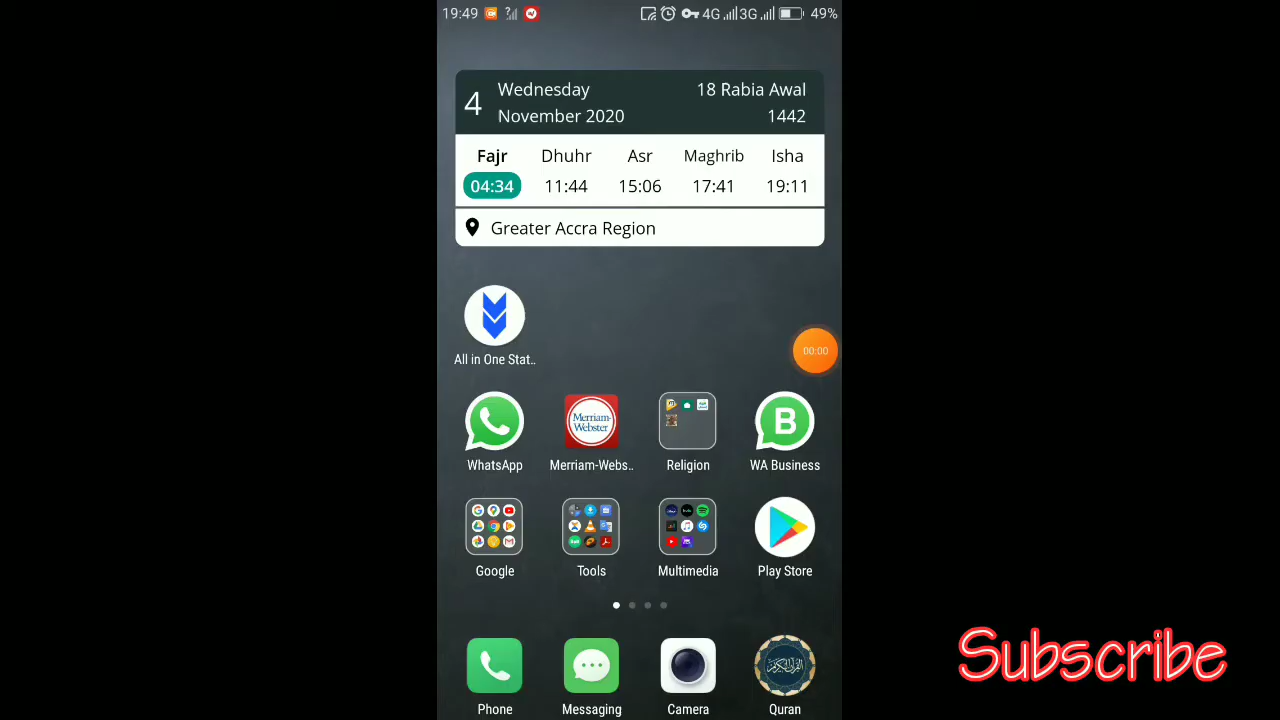 19:49 ? 4G 3G 49%
4 Wednesday 18 Rabia Awal
November 2020 1442
Fajr Dhuhr Asr Maghrib Isha
04:34 11:44 15:06 17:41 19:11
Greater Accra Region
00:00
All in One Stat..
Merriam-
Webster
B
WhatsApp Merriam-Webs.. Religion WA Business
Google Tools Multimedia Play Store
Subscribe
Phone Messaging Camera Quran